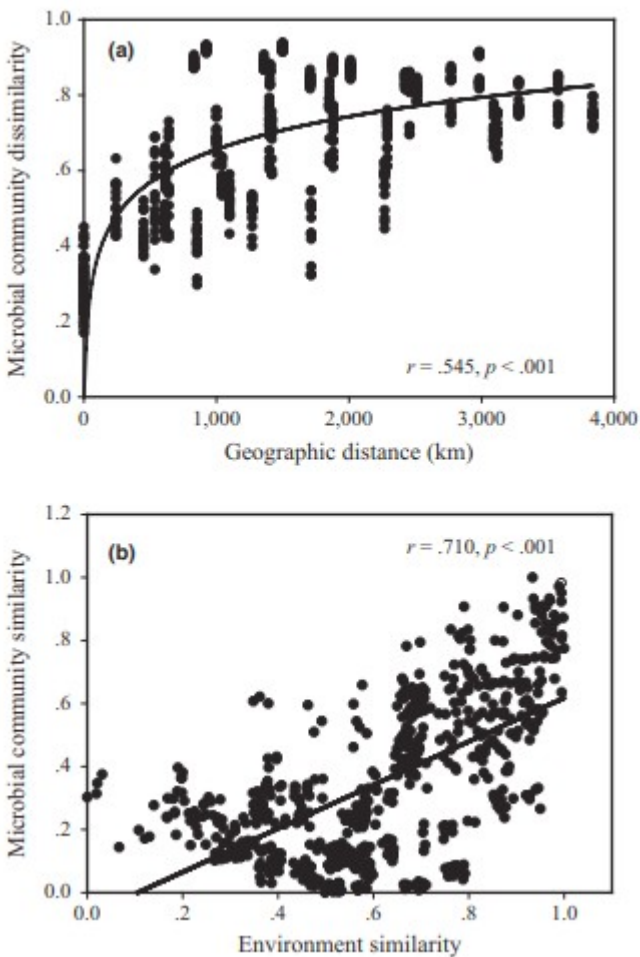 (a)
Microbial community dissimilarity
1.0
.8
.6
.4
.2
0.0
r = .545, p < .001
0 1,000 2,000 3,000 4,000
Geographic distance (km)
(b)
Microbial community similarity
1.2
1.0
.8
.6
.4
.2
0.0
r = .710, p < .001
0.0 .2 .4 .6 .8 1.0
Environment similarity